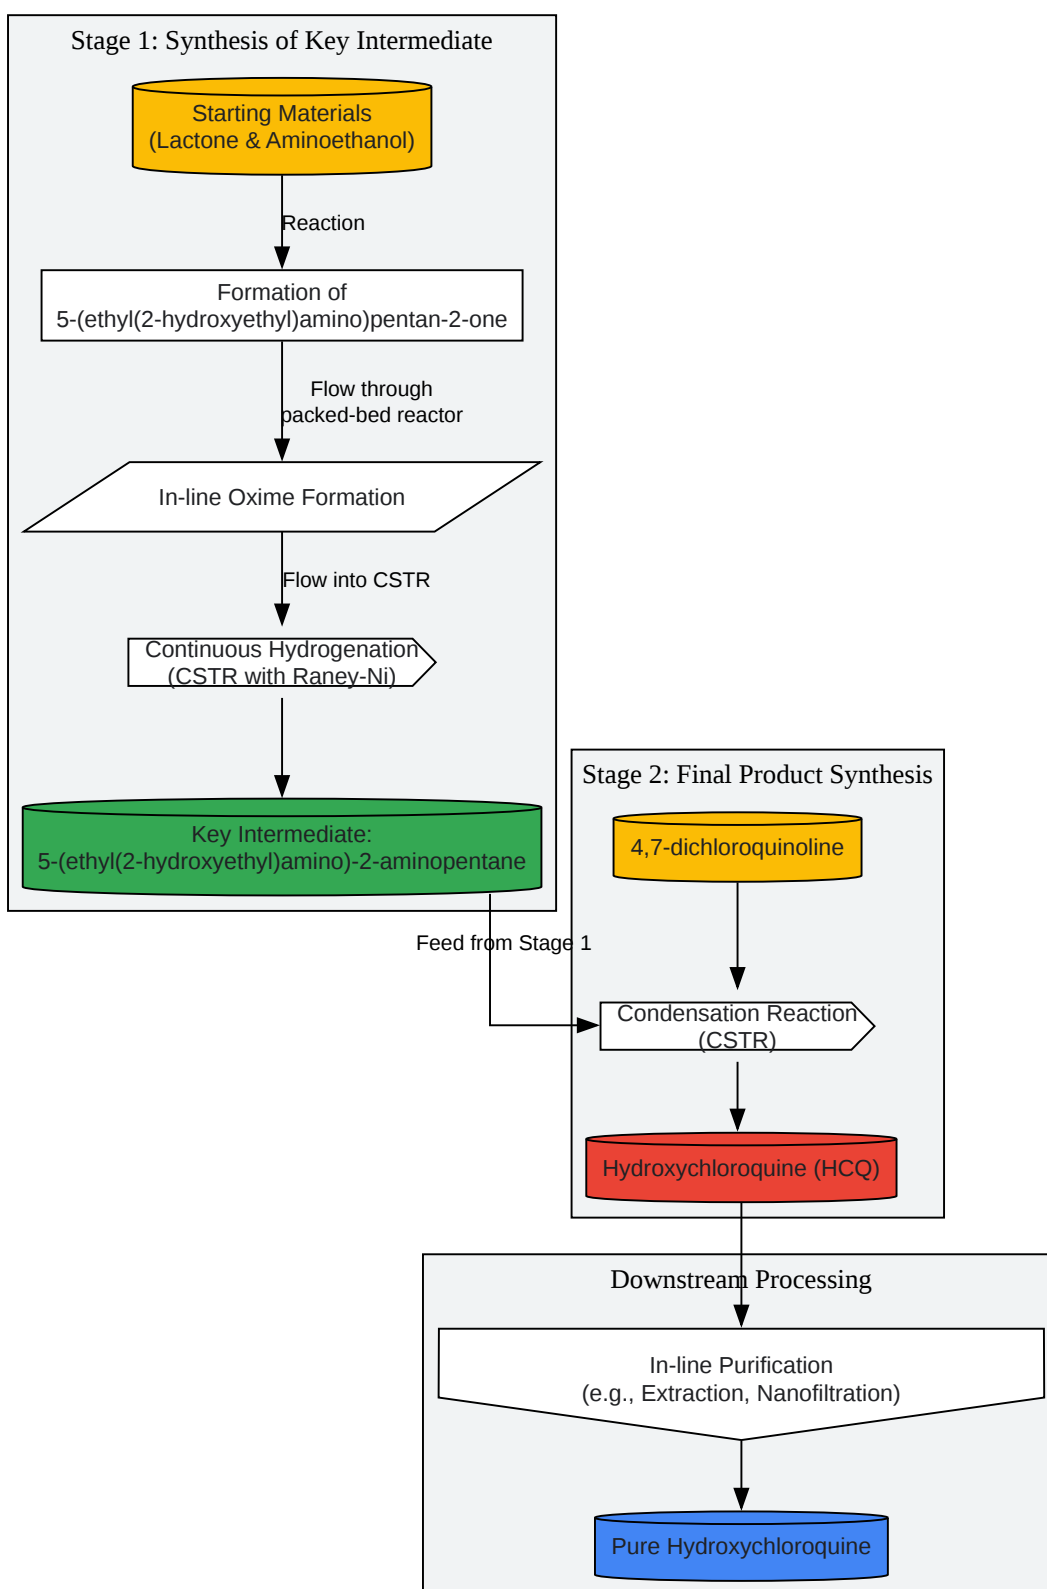 Stage 1: Synthesis of Key Intermediate
Starting Materials
(Lactone & Aminoethanol)
Reaction
Formation of
5-(ethyl(2-hydroxyethyl)amino)pentan-2-one
Flow through
packed-bed reactor
In-line Oxime Formation
Flow into CSTR
Continuous Hydrogenation
(CSTR with Raney-Ni)
Key Intermediate:
5-(ethyl(2-hydroxyethyl)amino)-2-aminopentane
Feed from Stage 1
Stage 2: Final Product Synthesis
4,7-dichloroquinoline
Condensation Reaction
(CSTR)
Hydroxychloroquine (HCQ)
Downstream Processing
In-line Purification
(e.g., Extraction, Nanofiltration)
Pure Hydroxychloroquine